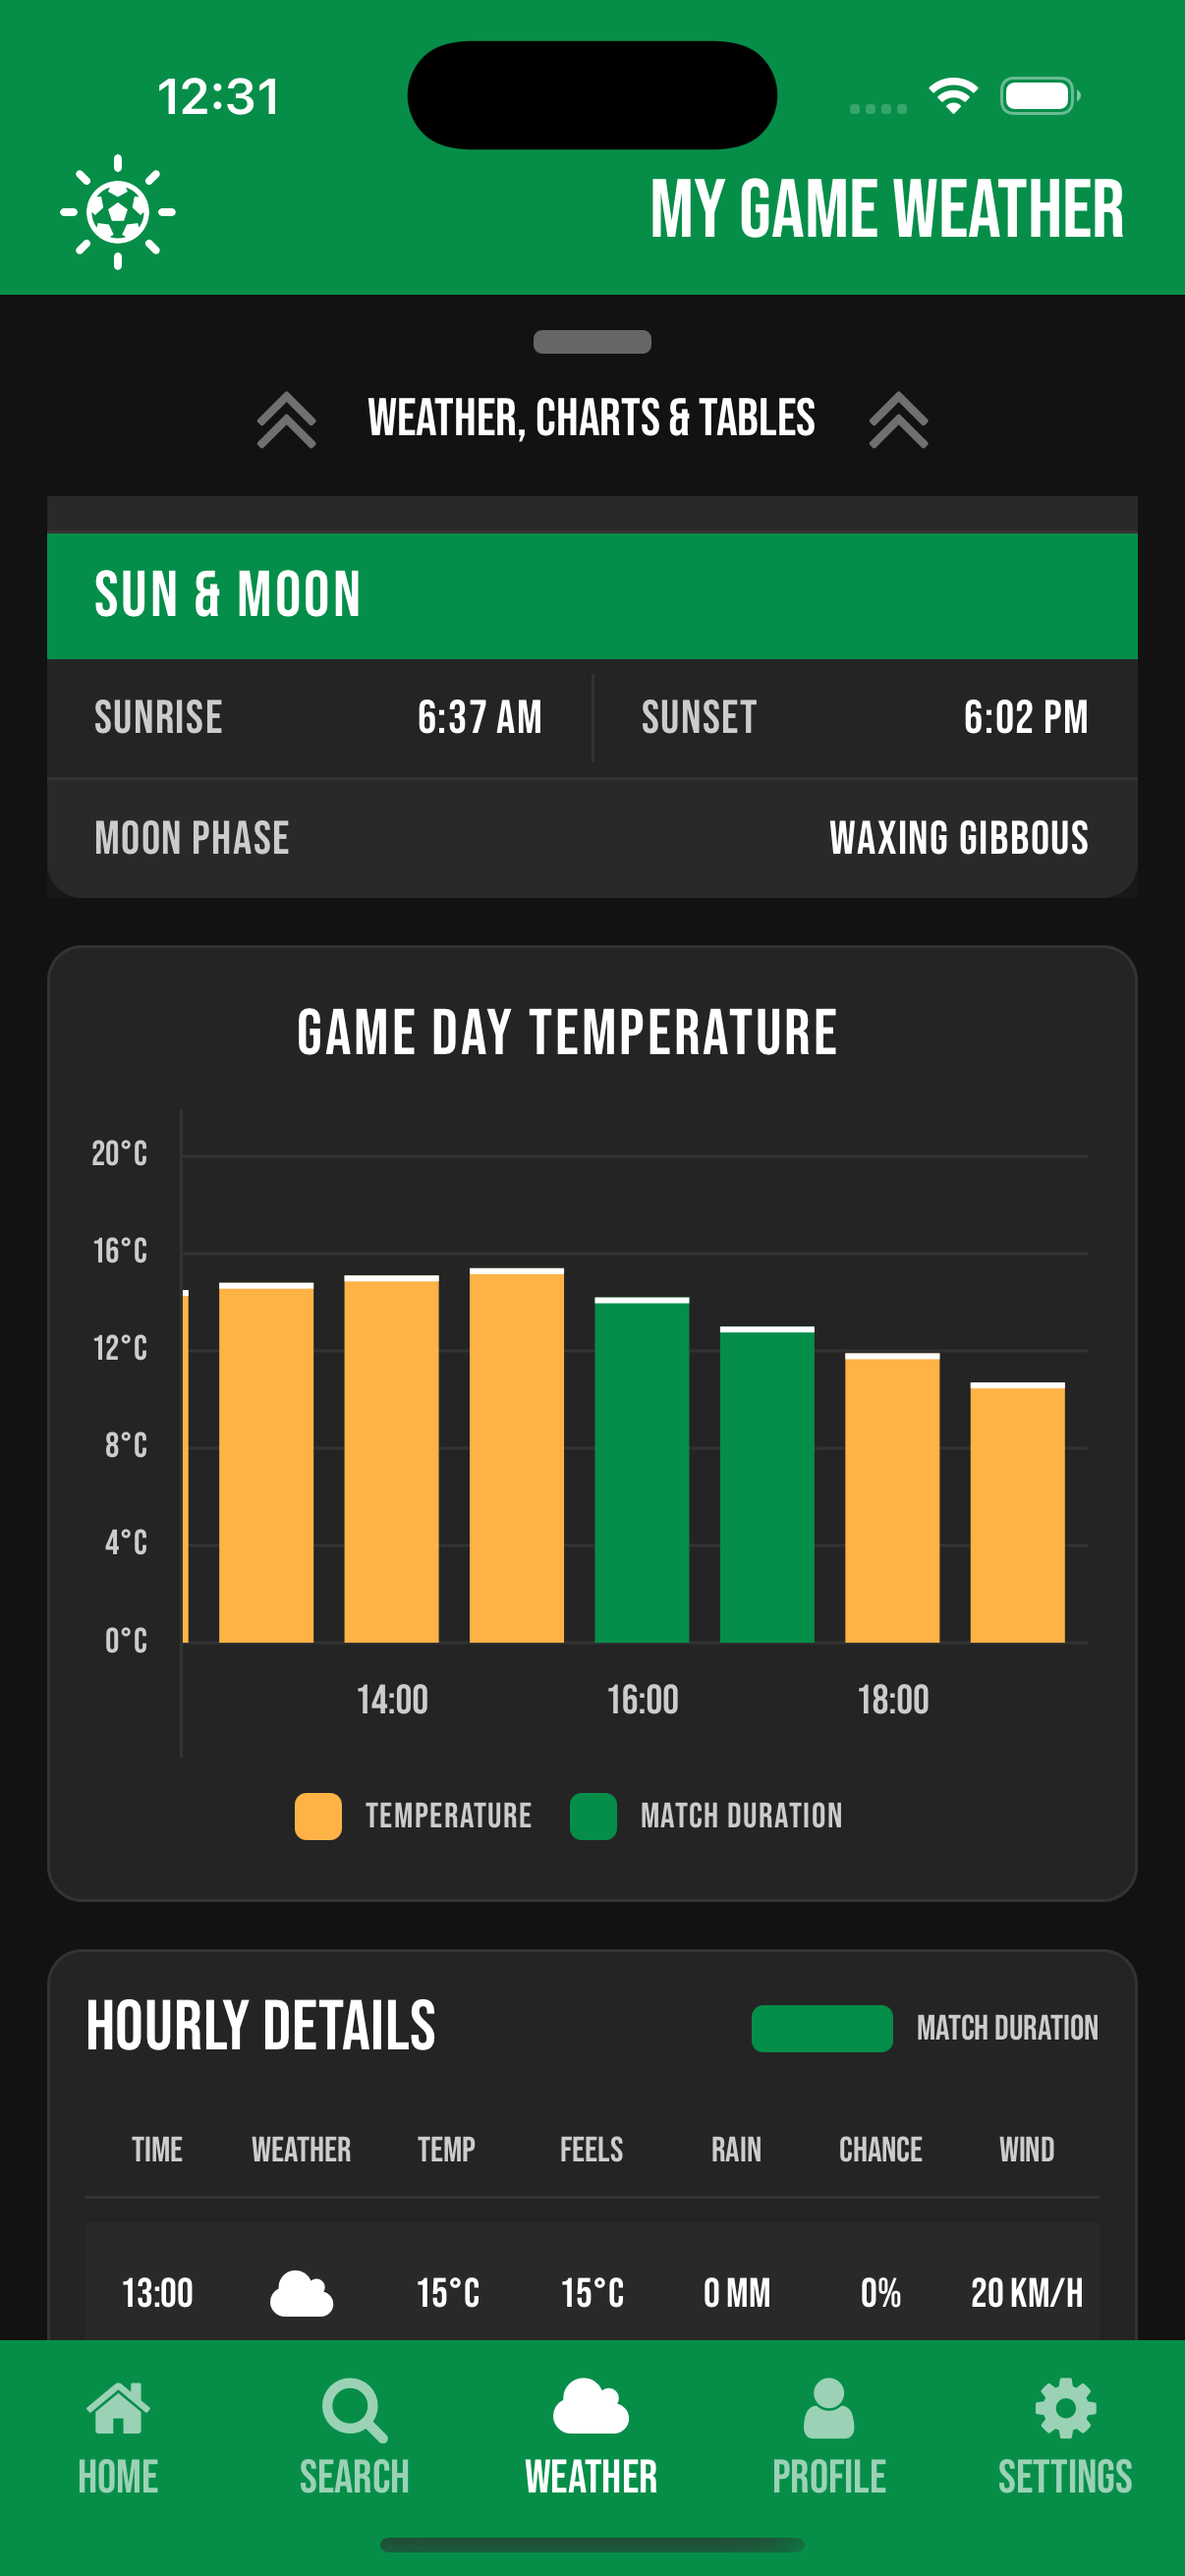 12:31
MY GAME WEATHER
WEATHER, CHARTS & TABLES
SUN & MOON
SUNRISE 6:37 AM SUNSET 6:02 PM
MOON PHASE WAXING GIBBOUS
GAME DAY TEMPERATURE
20°C
16°C
12°C
8°C
4°C
0°C
14:00 16:00 18:00
TEMPERATURE MATCH DURATION
HOURLY DETAILS MATCH DURATION
TIME WEATHER TEMP FEELS RAIN CHANCE WIND
13:00 15°C 15°C 0 MM 0% 20 KM/H
HOME SEARCH WEATHER PROFILE SETTINGS